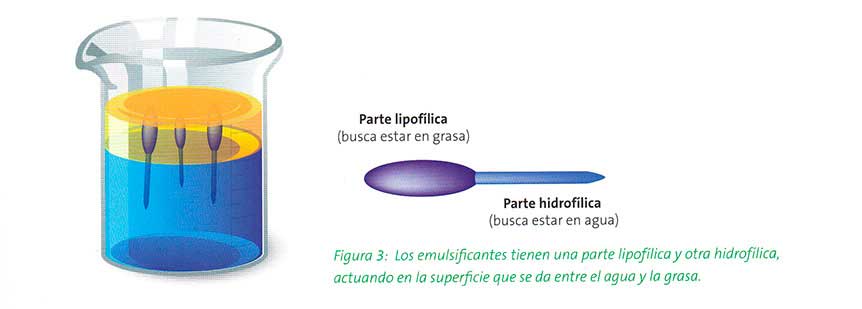 Parte lipofílica
(busca estar en grasa)
Parte hidrofílica
(busca estar en agua)
Figura 3: Los emulsificantes tienen una parte lipofílica y otra hidrofílica,
actuando en la superficie que se da entre el agua y la grasa.